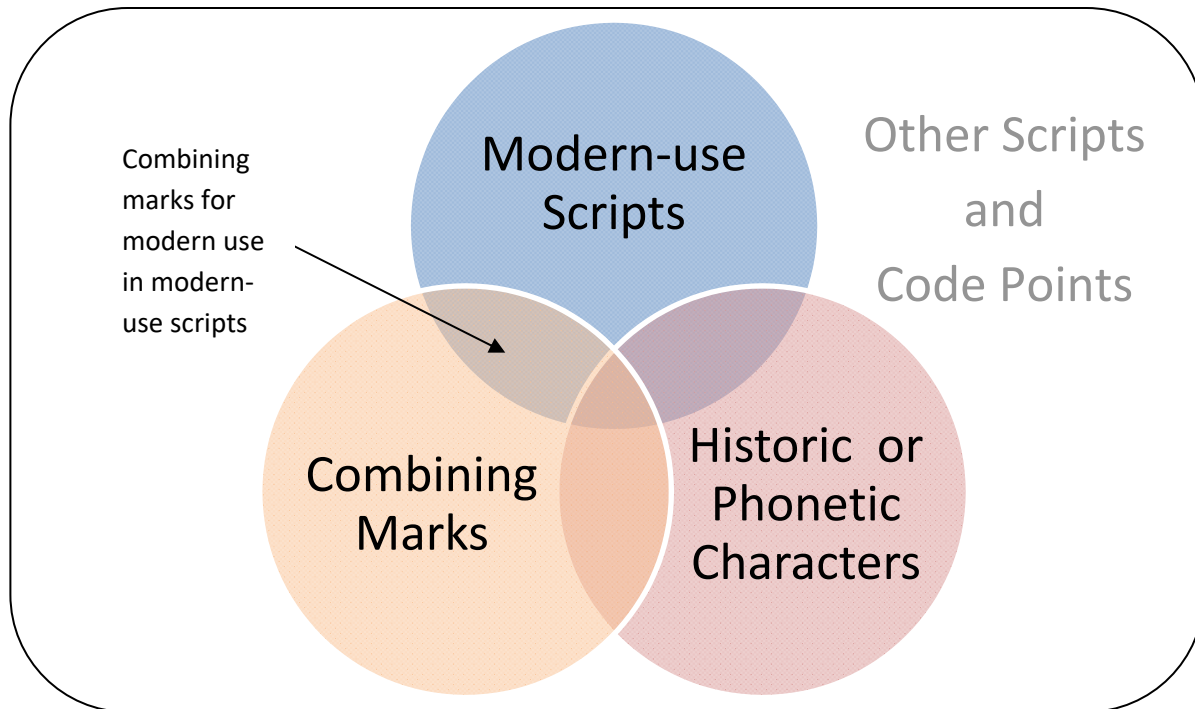 Modern-use
Scripts
Other Scripts
and
Code Points
Combining
marks for
modern use
in modern-
use scripts
Combining
Marks
Historic or
Phonetic
Characters